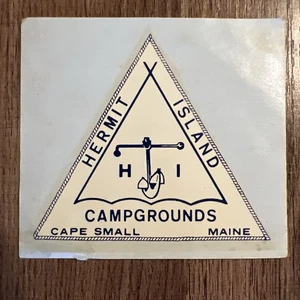 HERMIT ISLAND
H I
CAMPGROUNDS
CAPE SMALL MAINE